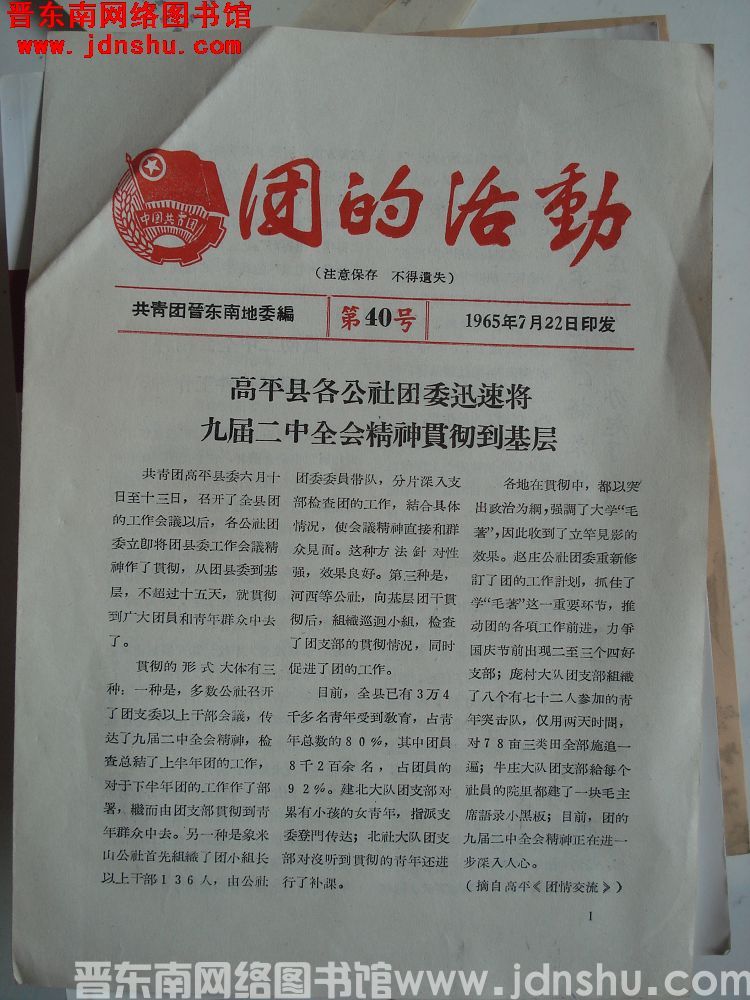 晋东南网络图书馆
www.jdnshu.com
中国共青团
团的活動
（注意保存 不得遺失）
共青团晉东南地委編
第40号
1965年7月22日印发
高平县各公社团委迅速将
九届二中全会精神貫彻到基层
共青团高平县委六月十
日至十三日，召开了全县团
的工作会議以后，各公社团
委立卽将团县委工作会議精
神作了貫彻，从团县委到基
层，不超过十五天，就貫彻
到广大团員和青年群众中去
了。
貫彻的形式大体有三
种：一种是，多数公社召开
了团支委以上干部会議，传
达了九届二中全会精神，检
查总結了上半年团的工作，
对于下半年团的工作作了部
署，繼而由团支部貫彻到青
年群众中去。另一种是象米
山公社首先組織了团小組长
以上干部136人，由公社
团委委員带队，分片深入支
部检查团的工作，結合具体
情况，使会議精神直接和群
众見面。这种方法針对性
强，效果良好。第三种是，
河西等公社，向基层团干貫
彻后，組織巡迴小組，检查
了团支部的貫彻情况，同时
促进了团的工作。
目前，全县已有3万4
千多名青年受到敎育，占青
年总数的80%，其中团員
8千2百余名，占团員的
92%。建北大队团支部对
累有小孩的女青年，指派支
委登門传达；北社大队团支
部对沒听到貫彻的青年还进
行了补課。
各地在貫彻中，都以突
出政治为綱，强調了大学“毛
著”，因此收到了立竿見影的
效果。赵庄公社团委重新修
訂了团的工作計划，抓住了
学“毛著”这一重要环节，推
动团的各項工作前进，力爭
国庆节前出现二至三个四好
支部；庞村大队团支部組織
了八个有七十二人参加的青
年突击队，仅用两天时間，
对78亩三类田全部施追一
遍；牛庄大队团支部給每个
社員的院里都建了一块毛主
席語录小黑板；目前，团的
九届二中全会精神正在进一
步深入人心。
（摘自高平《团情交流》）
1
晋东南网络图书馆www.jdnshu.com